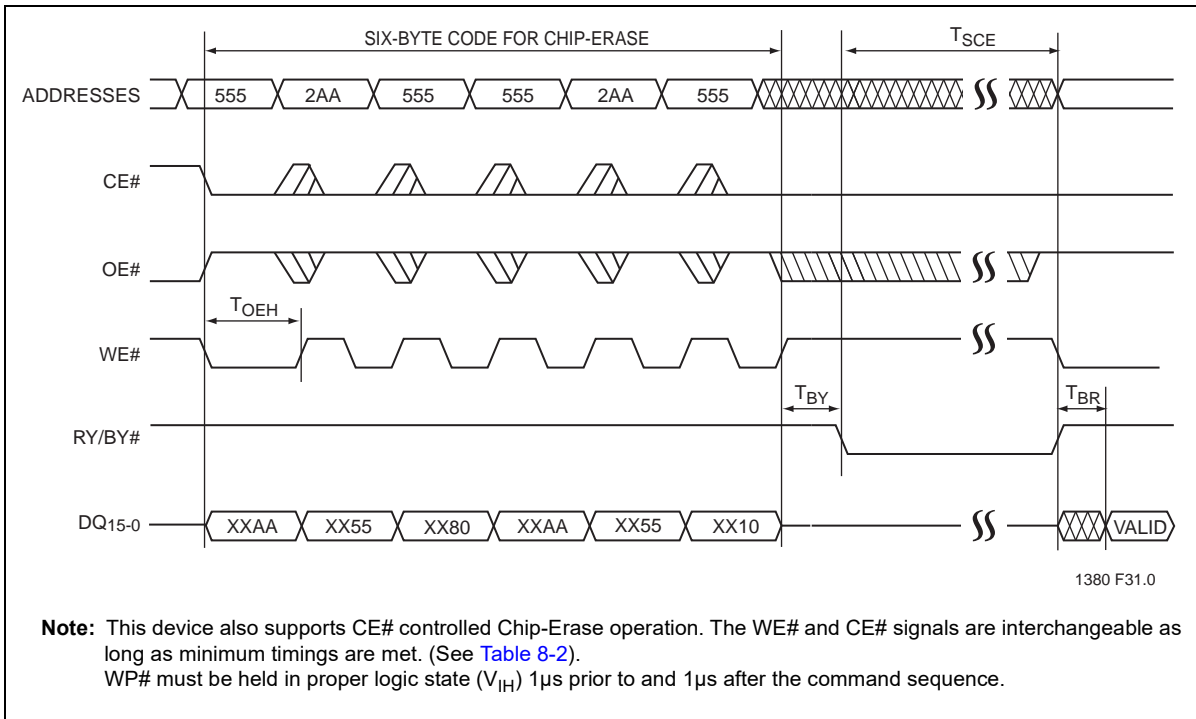 SIX-BYTE CODE FOR CHIP-ERASE
TSCE
ADDRESSES 555 2AA 555 555 2AA 555
CE#
OE#
TOEH
WE#
TBY TBR
RY/BY#
DQ15-0 XXAA XX55 XX80 XXAA XX55 XX10 VALID
1380 F31.0
Note: This device also supports CE# controlled Chip-Erase operation. The WE# and CE# signals are interchangeable as
long as minimum timings are met. (See Table 8-2).
WP# must be held in proper logic state (VIH) 1µs prior to and 1µs after the command sequence.